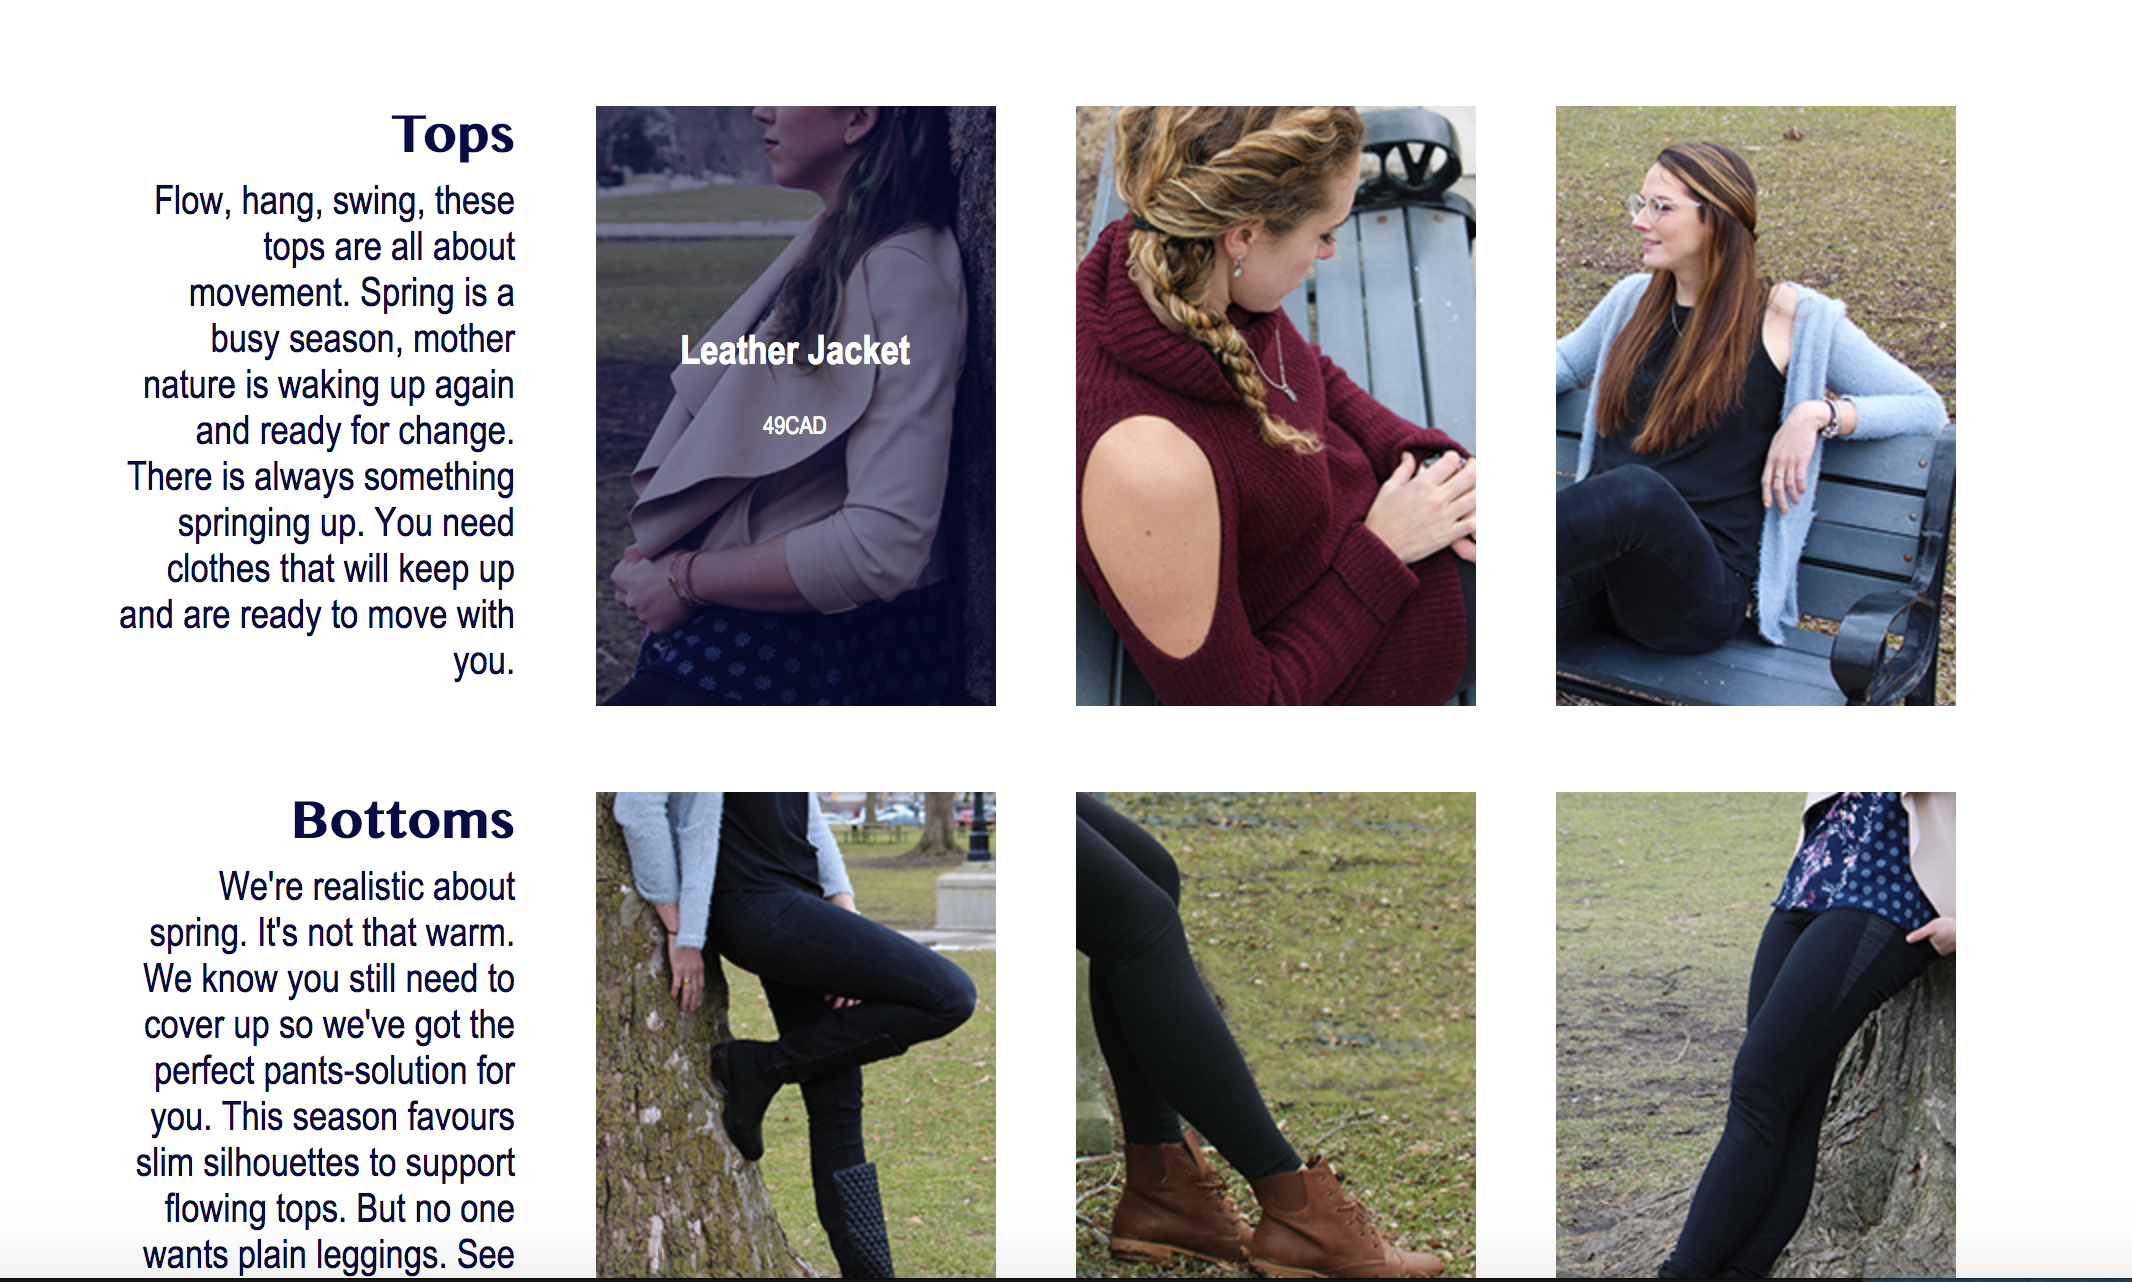 Tops
Flow, hang, swing, these
tops are all about
movement. Spring is a
busy season, mother
nature is waking up again
and ready for change.
There is always something
springing up. You need
clothes that will keep up
and are ready to move with
you.
Leather Jacket
49CAD
Bottoms
We're realistic about
spring. It's not that warm.
We know you still need to
cover up so we've got the
perfect pants-solution for
you. This season favours
slim silhouettes to support
flowing tops. But no one
wants plain leggings. See